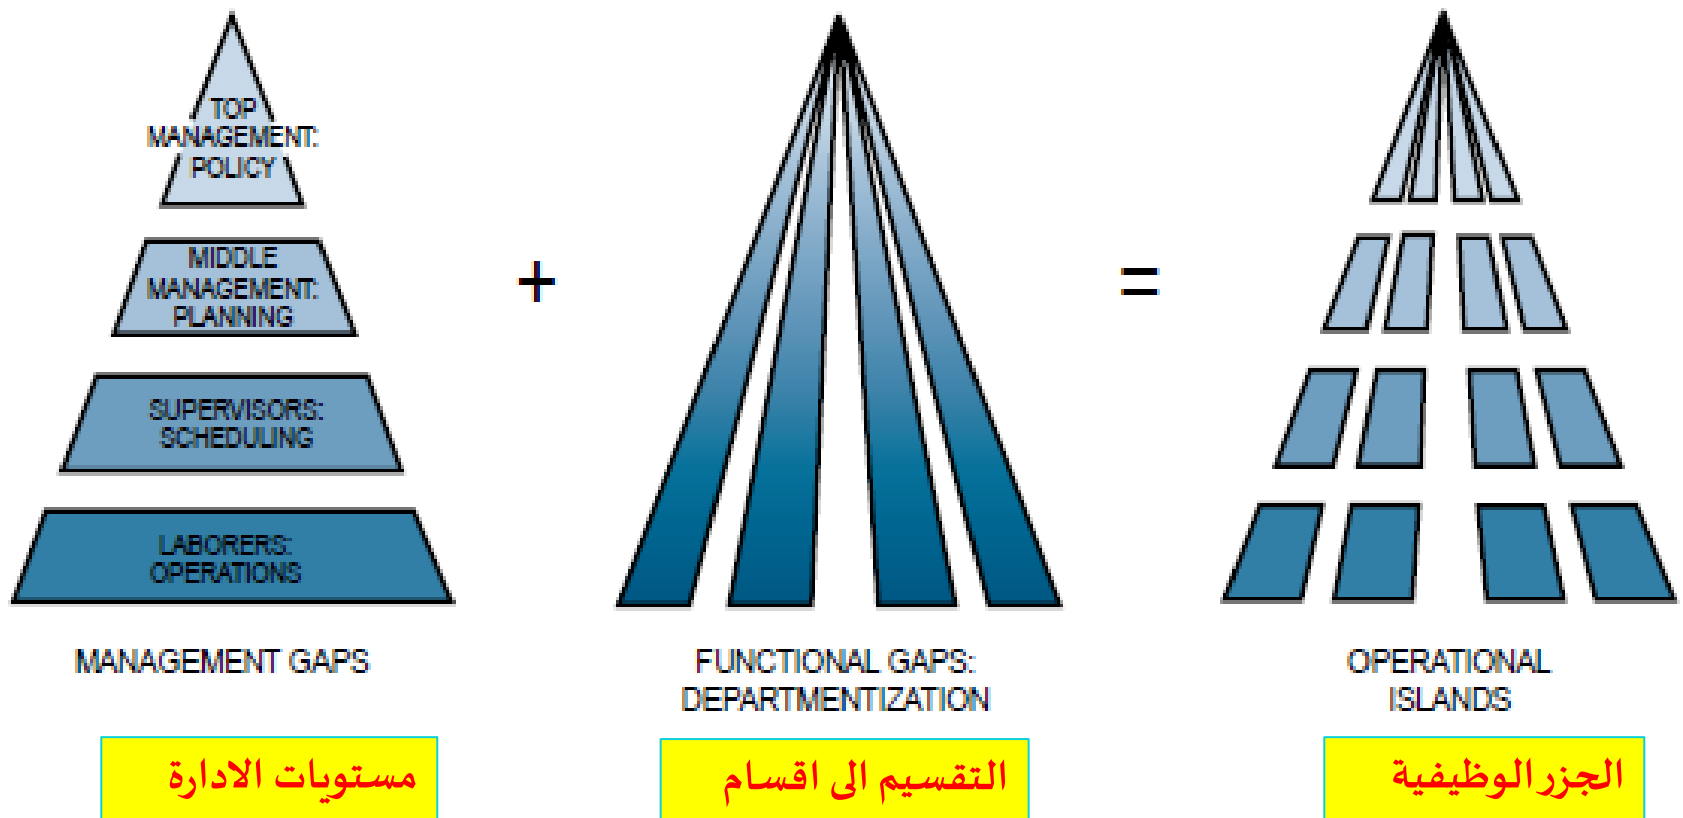 TOP
MANAGEMENT:
POLICY
MIDDLE
MANAGEMENT:
PLANNING
SUPERVISORS:
SCHEDULING
LABORERS:
OPERATIONS
+
=
MANAGEMENT GAPS
FUNCTIONAL GAPS:
DEPARTMENTIZATION
OPERATIONAL
ISLANDS
مستويات الادارة
التقسيم الى اقسام
الجزر الوظيفية